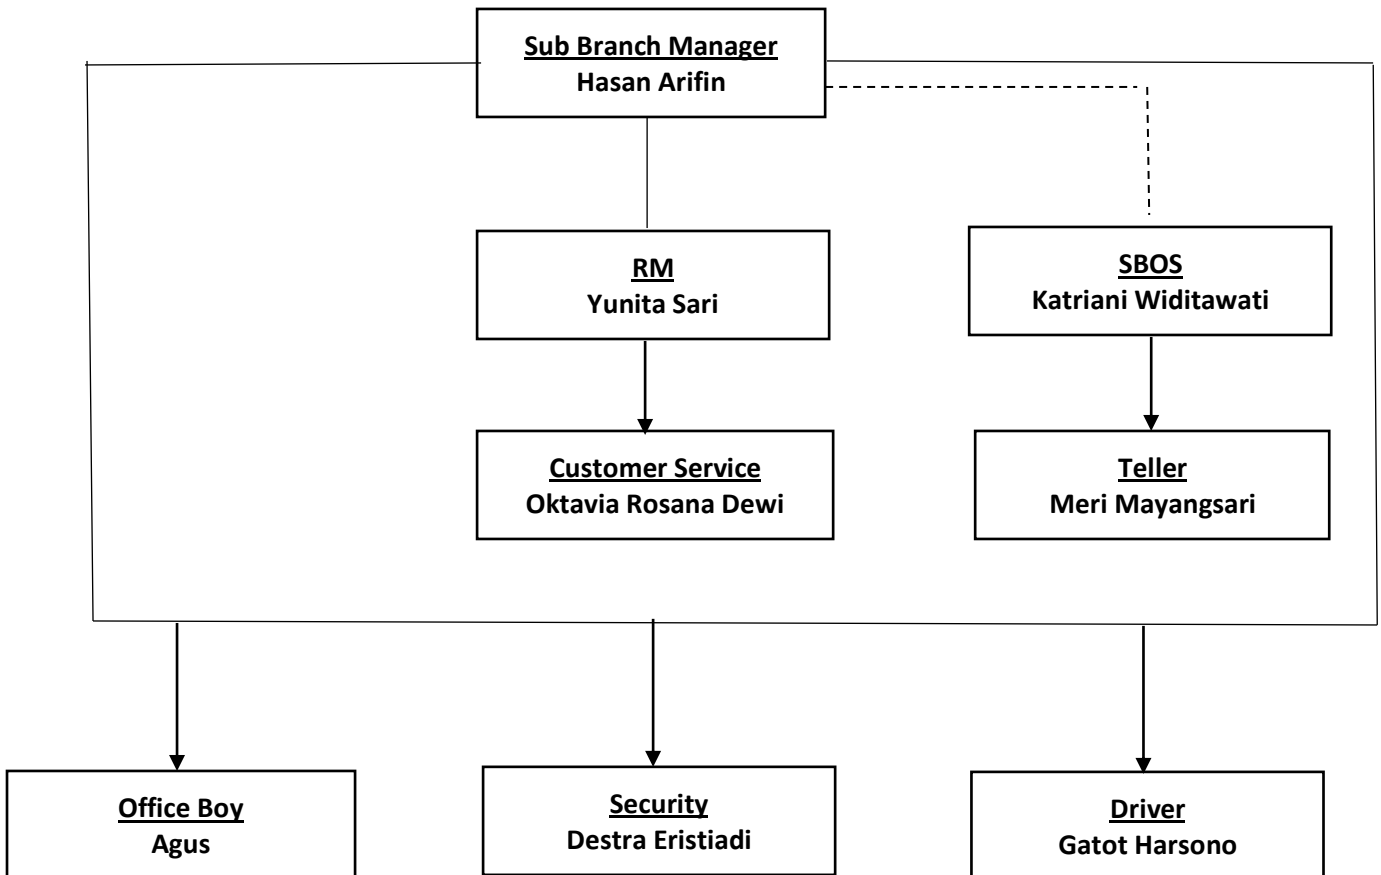 Sub Branch Manager
Hasan Arifin
RM
Yunita Sari
SBOS
Katriani Widitawati
Customer Service
Oktavia Rosana Dewi
Teller
Meri Mayangsari
Office Boy
Agus
Security
Destra Eristiadi
Driver
Gatot Harsono